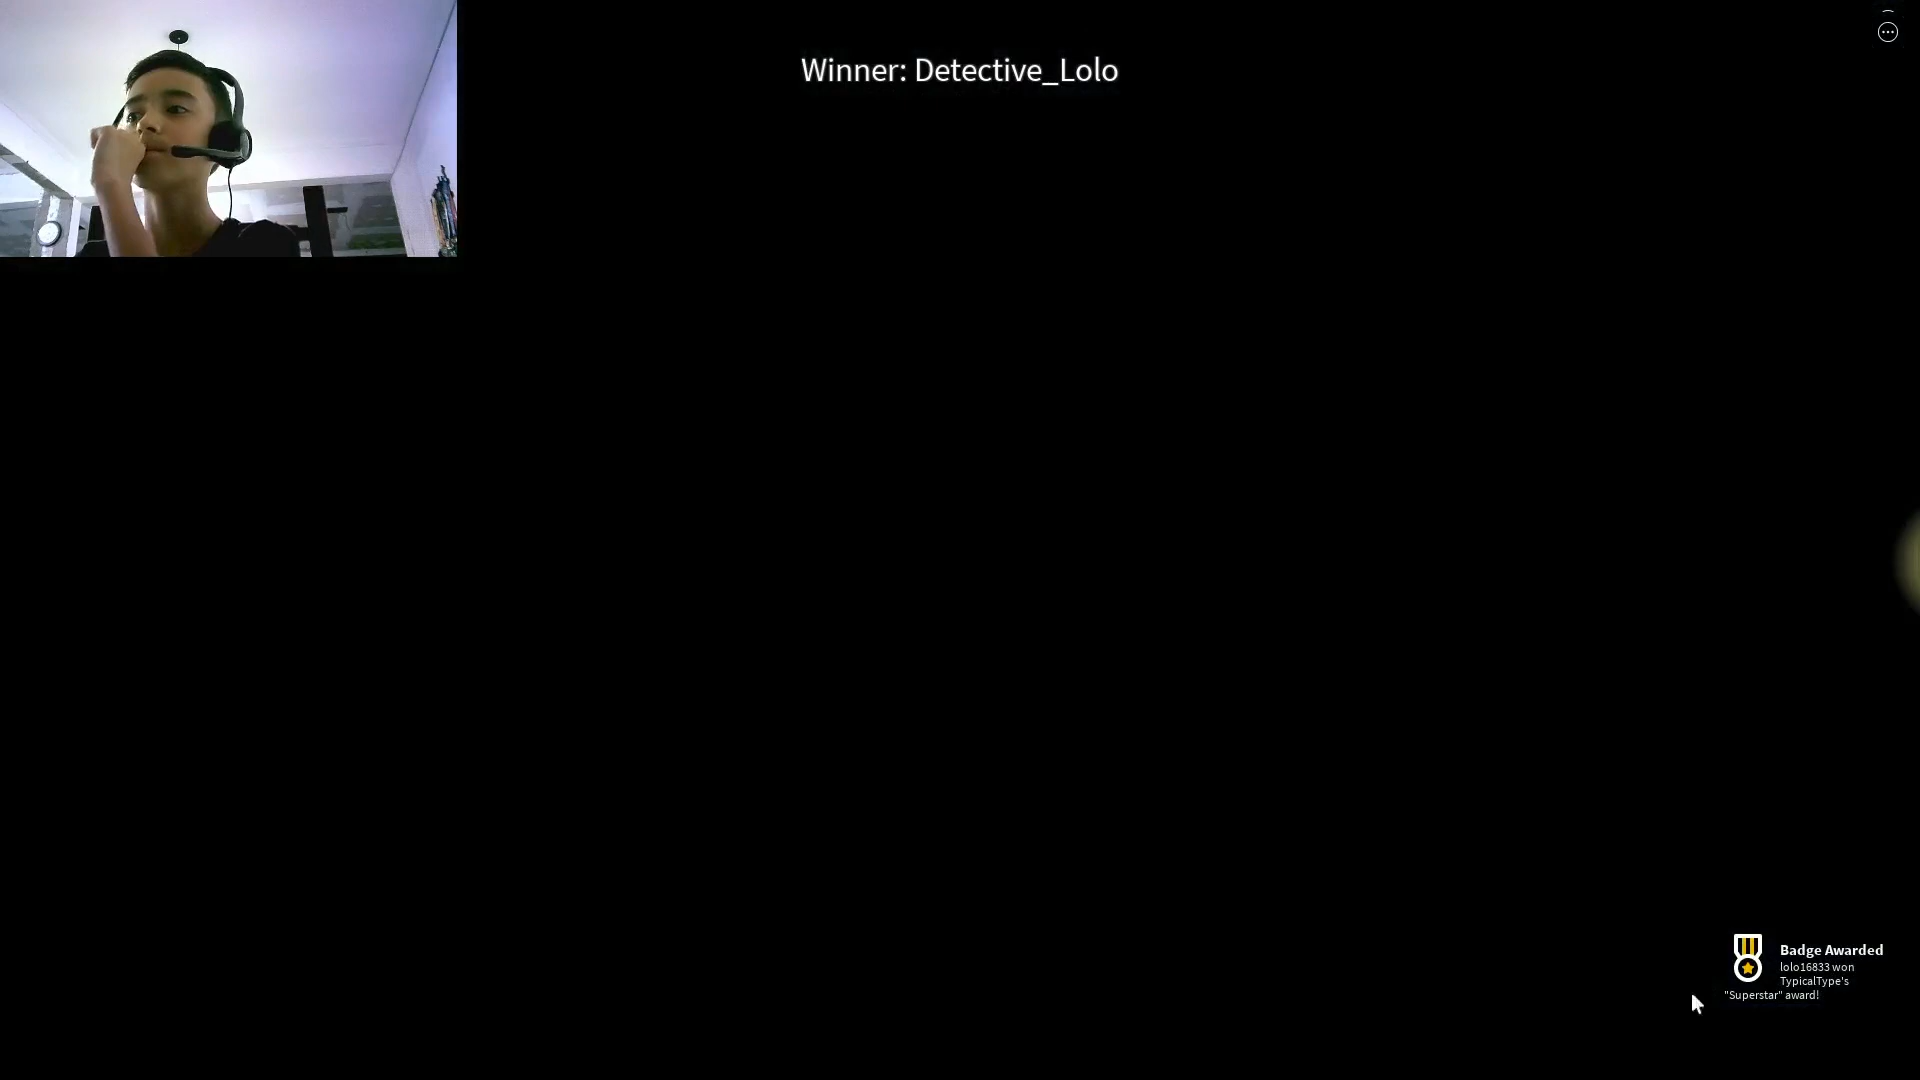 Winner: Detective_Lolo
Badge Awarded
lolo16833 won
TypicalType's
"Superstar" award!